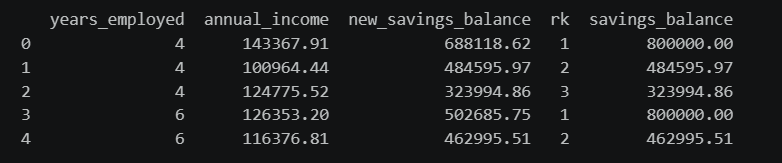 years_employed annual_income new_savings_balance rk savings_balance
0 4 143367.91 688118.62 1 800000.00
1 4 100964.44 484595.97 2 484595.97
2 4 124775.52 323994.86 3 323994.86
3 6 126353.20 502685.75 1 800000.00
4 6 116376.81 462995.51 2 462995.51